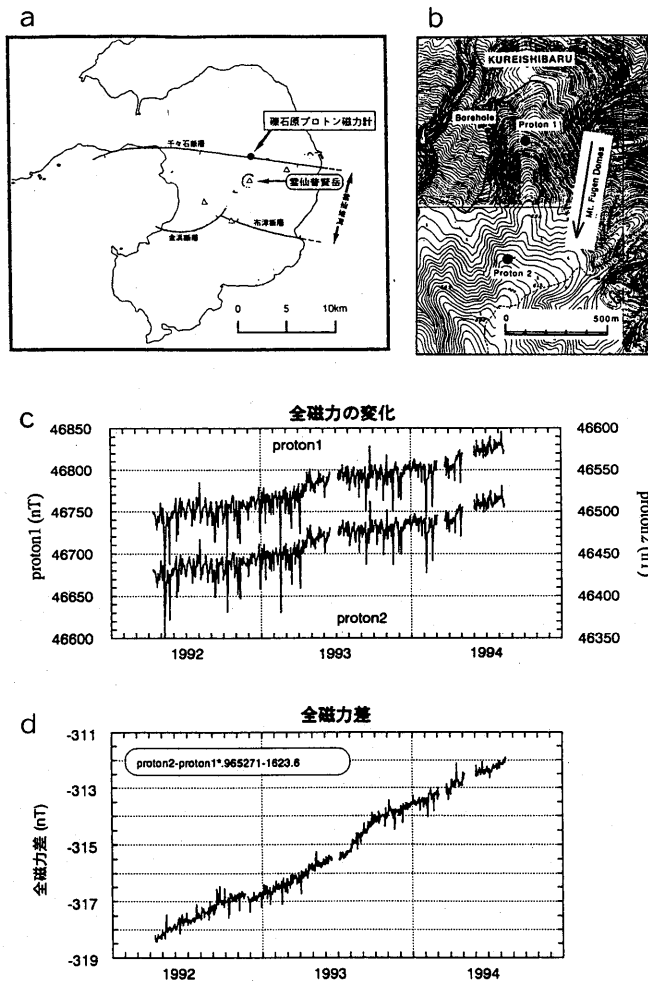 a
礫石原プロトン磁力計
千々石断層
雲仙普賢岳
布津断層
金浜断層
0 5 10km
b
KUREISHIBARU
Borehole
Proton 1
Mt. Fugen Domes
Proton 2
0 500m
c
全磁力の変化
46850
46800
46750
46700
46650
46600
proton1 (nT)
proton1
proton2
46600
46550
46500
46450
46400
46350
proton2 (nT)
1992 1993 1994
d
全磁力差
-311
-313
-315
-317
-319
全磁力差 (nT)
proton2-proton1*.965271-1623.6
1992 1993 1994